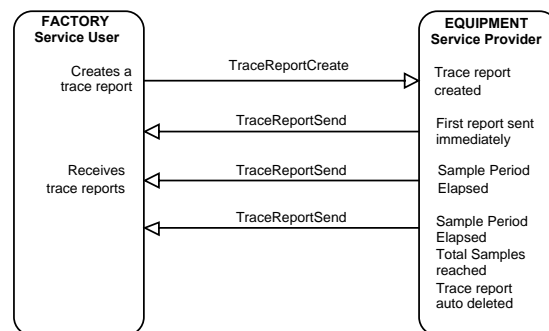 FACTORY
Service User
EQUIPMENT
Service Provider
Creates a
trace report
TraceReportCreate
Trace report
created
TraceReportSend
First report sent
immediately
Receives
trace reports
TraceReportSend
Sample Period
Elapsed
TraceReportSend
Sample Period
Elapsed
Total Samples
reached
Trace report
auto deleted